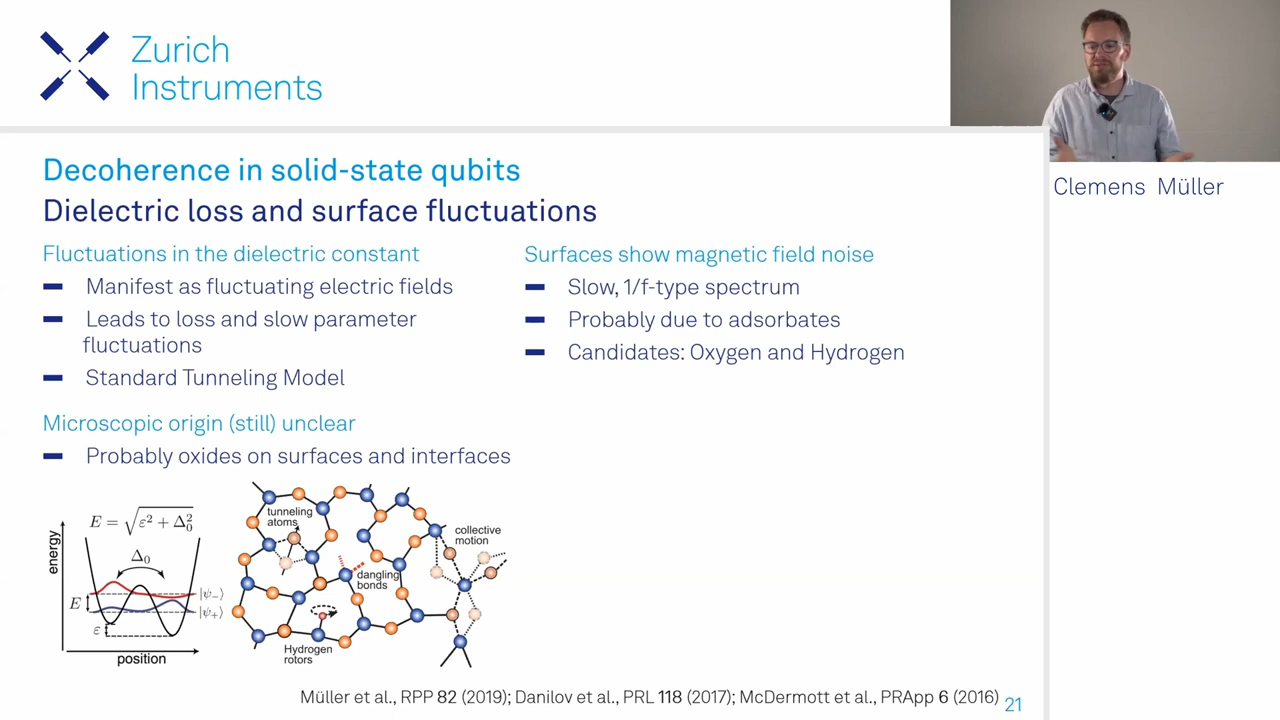 Zurich
Instruments
Clemens Müller
Decoherence in solid-state qubits
Dielectric loss and surface fluctuations
Fluctuations in the dielectric constant
Manifest as fluctuating electric fields
Leads to loss and slow parameter
fluctuations
Standard Tunneling Model
Microscopic origin (still) unclear
Probably oxides on surfaces and interfaces
Surfaces show magnetic field noise
Slow, 1/f-type spectrum
Probably due to adsorbates
Candidates: Oxygen and Hydrogen
E = √ε² + Δ₀²
energy
Δ₀
E
ε
|ψ₋⟩
|ψ₊⟩
position
tunneling
atoms
dangling
bonds
collective
motion
Hydrogen
rotors
Müller et al., RPP 82 (2019); Danilov et al., PRL 118 (2017); McDermott et al., PRApp 6 (2016)
21